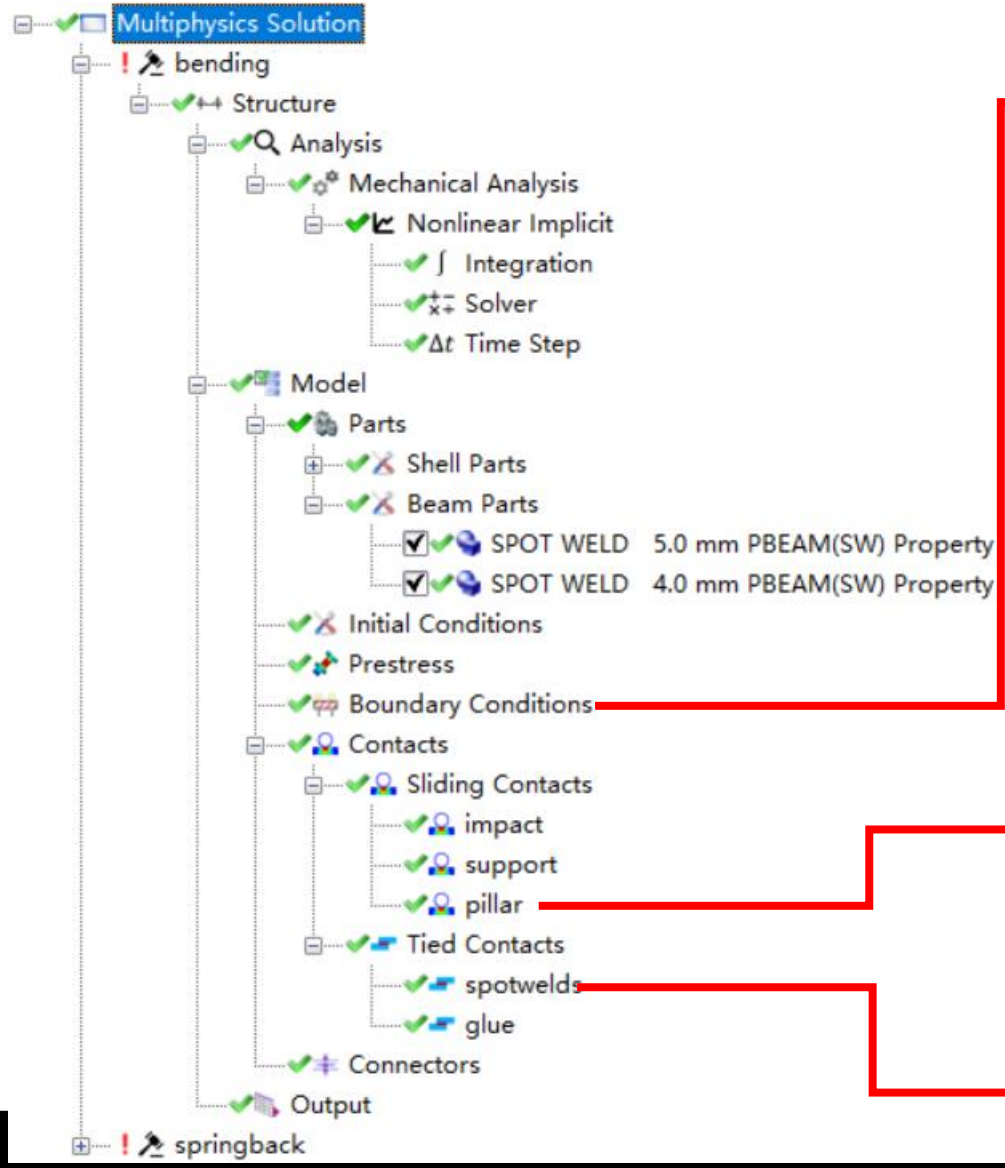 Multiphysics Solution
! bending
Structure
Analysis
Mechanical Analysis
Nonlinear Implicit
∫ Integration
Solver
Δt Time Step
Model
Parts
Shell Parts
Beam Parts
SPOT WELD 5.0 mm PBEAM(SW) Property
SPOT WELD 4.0 mm PBEAM(SW) Property
Initial Conditions
Prestress
Boundary Conditions
Contacts
Sliding Contacts
impact
support
pillar
Tied Contacts
spotwelds
glue
Connectors
Output
! springback